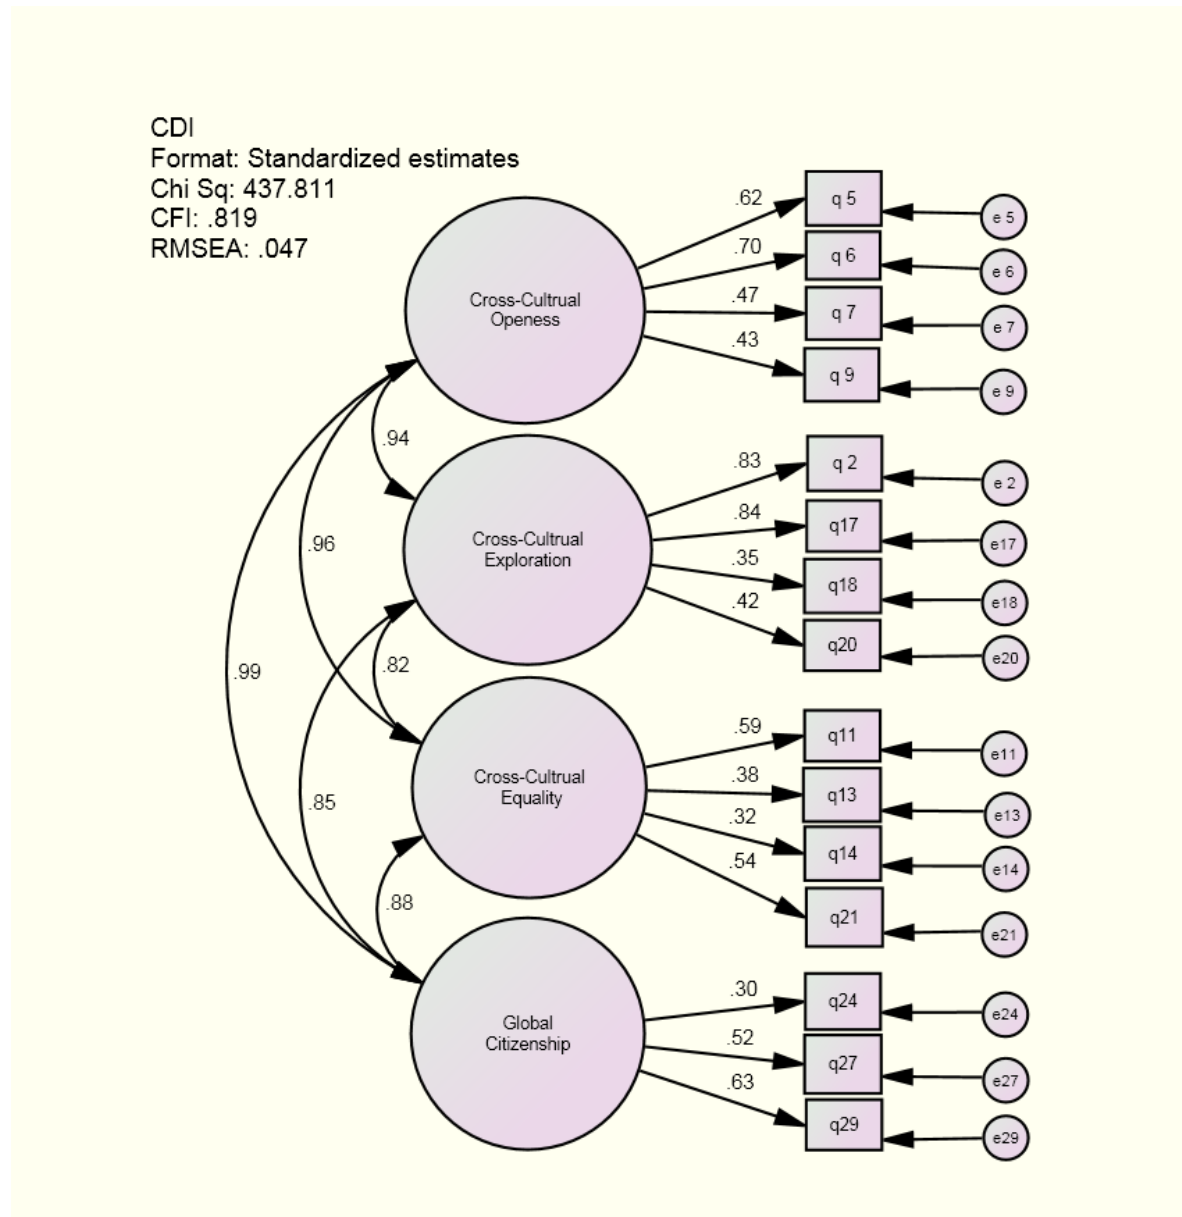 CDI
Format: Standardized estimates
Chi Sq: 437.811
CFI: .819
RMSEA: .047
Cross-Cultrual
Openess
.62
q 5
e 5
.70
q 6
e 6
.47
q 7
e 7
.43
q 9
e 9
.94
Cross-Cultrual
Exploration
.83
q 2
e 2
.84
q17
e17
.35
q18
e18
.42
q20
e20
.96
.82
.99
Cross-Cultrual
Equality
.59
q11
e11
.38
q13
e13
.32
q14
e14
.54
q21
e21
.85
.88
Global
Citizenship
.30
q24
e24
.52
q27
e27
.63
q29
e29